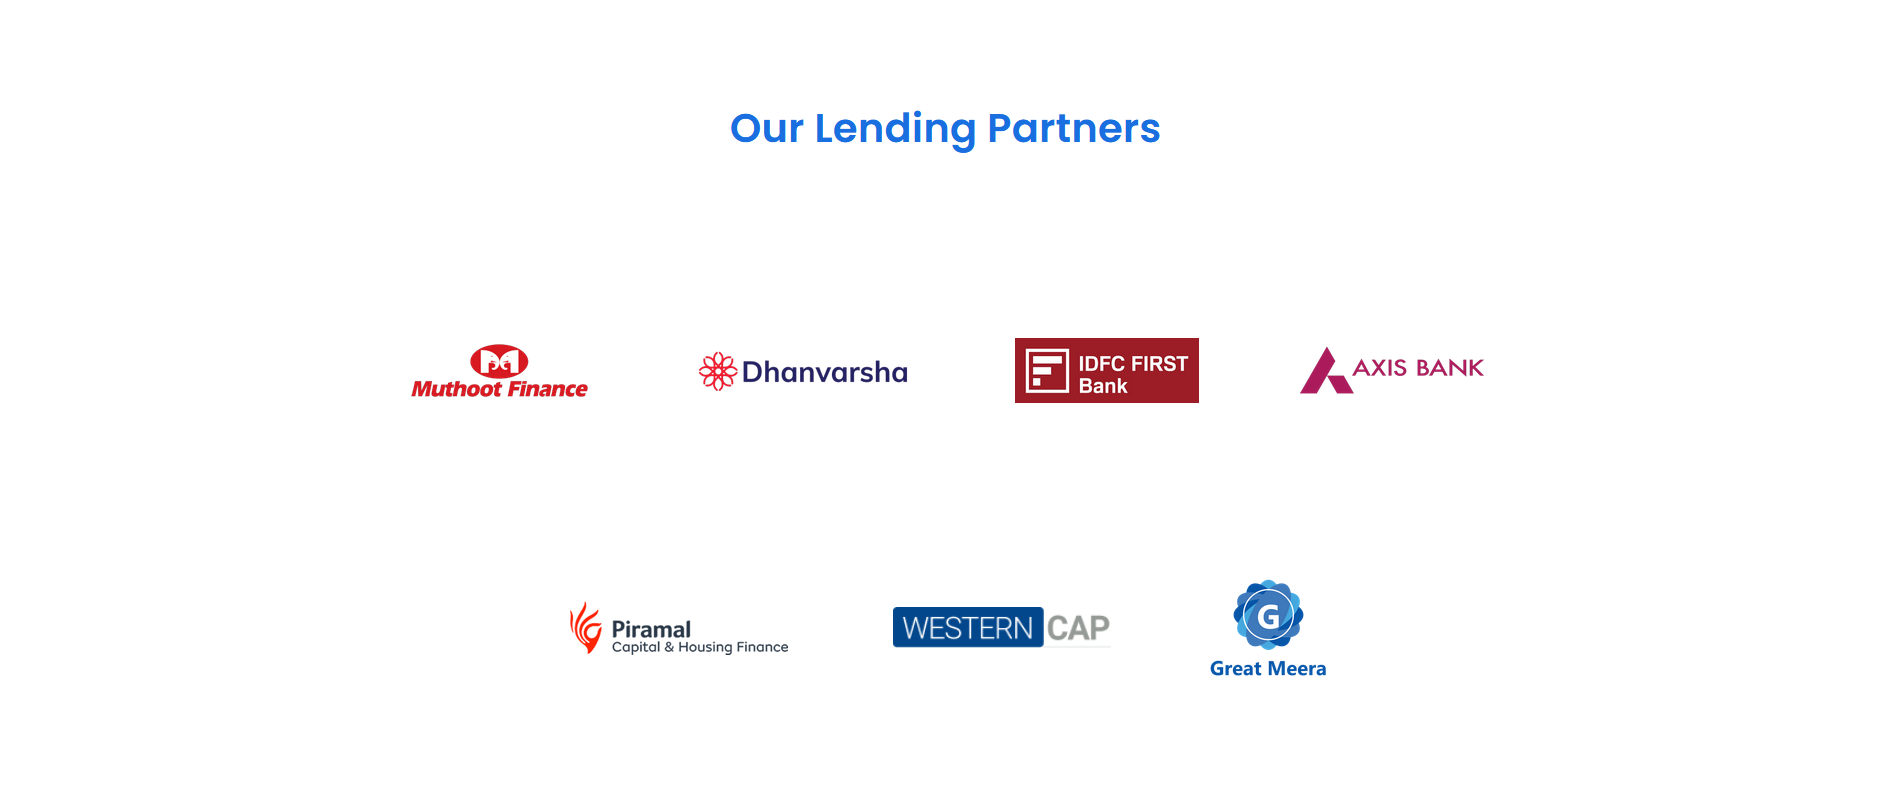 Our Lending Partners
Muthoot Finance
Dhanvarsha
IDFC FIRST
Bank
AXIS BANK
Piramal
Capital & Housing Finance
WESTERN CAP
G
Great Meera